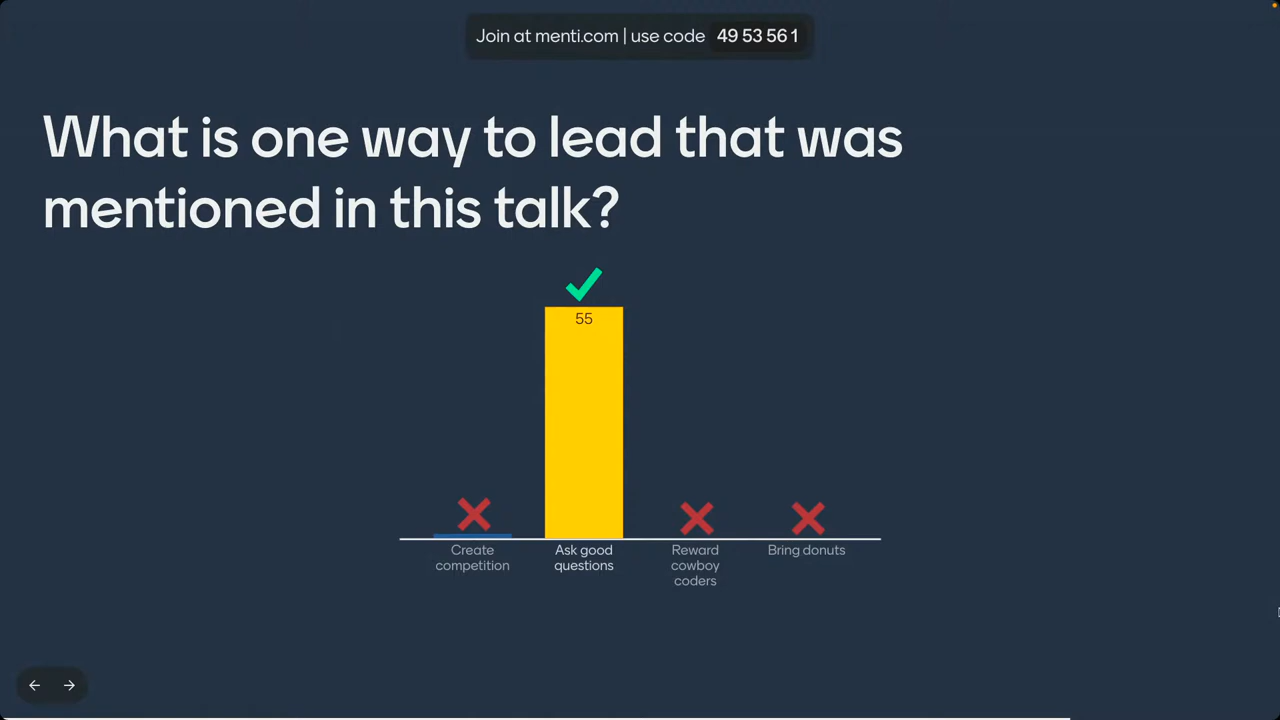 Join at menti.com | use code 49 53 56 1
What is one way to lead that was
mentioned in this talk?
55
Create
competition
Ask good
questions
Reward
cowboy
coders
Bring donuts